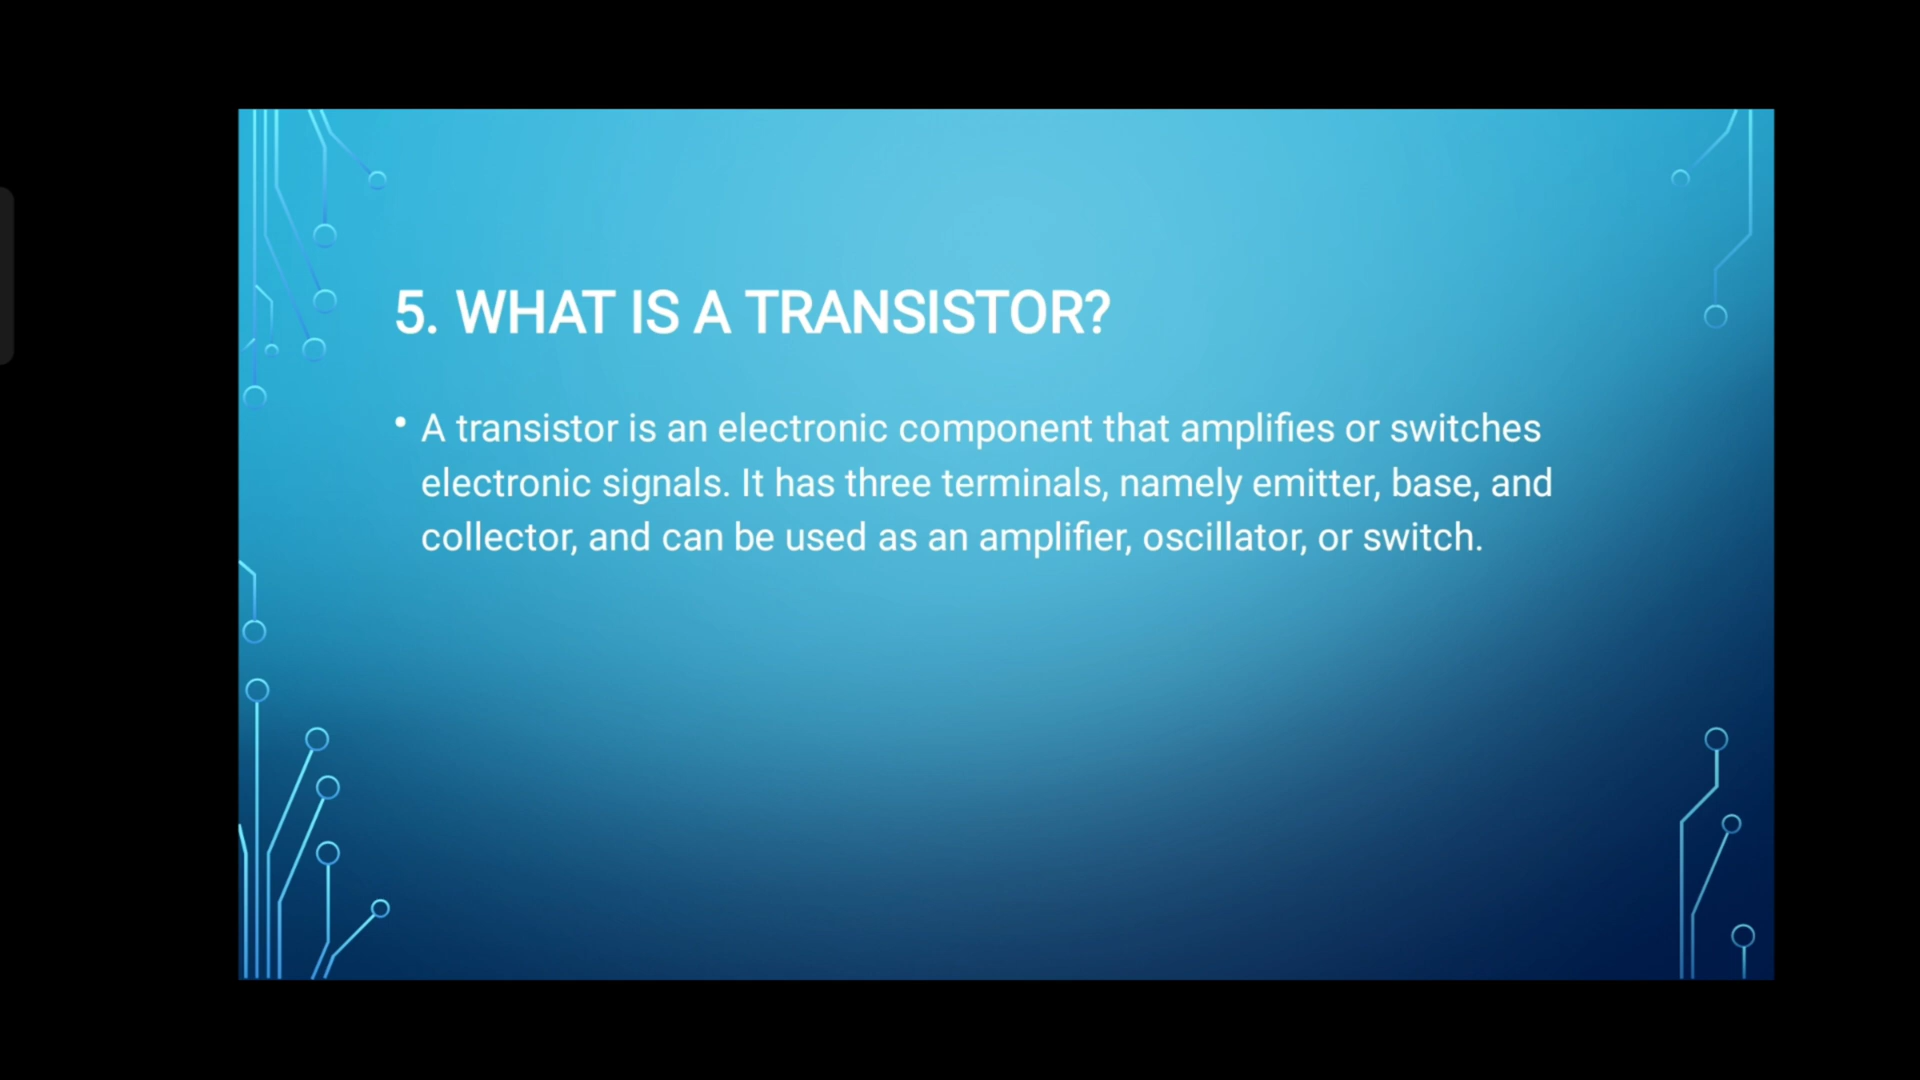 5. WHAT IS A TRANSISTOR?
• A transistor is an electronic component that amplifies or switches
electronic signals. It has three terminals, namely emitter, base, and
collector, and can be used as an amplifier, oscillator, or switch.